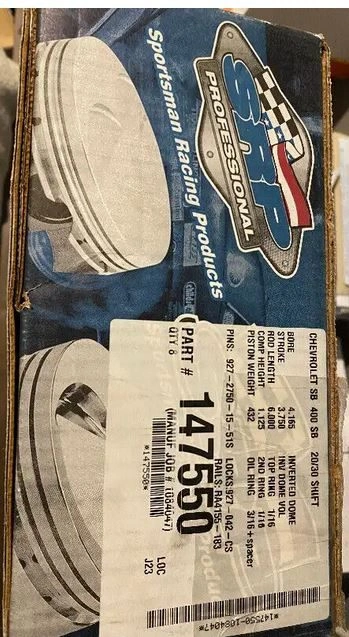 SRP
PROFESSIONAL
Sportsman Racing Products
CHEVROLET SB 400 SB 20/30 SHIFT
BORE 4.165 INVERTED DOME
STROKE 3.750 INV DOME VOL
ROD LENGTH 6.000 TOP RING 1/16
COMP HEIGHT 1.125 2ND RING 1/16
PISTON WEIGHT 432 OIL RING 3/16+spacer
PINS: 927-2750-15-51S LOCKS:927-042-CS
RAILS: RA4155-183
PART # 147550
QTY 8 (MANUF JOB # 1084047)
*147550*
LOC
J23
*147550-1084047*